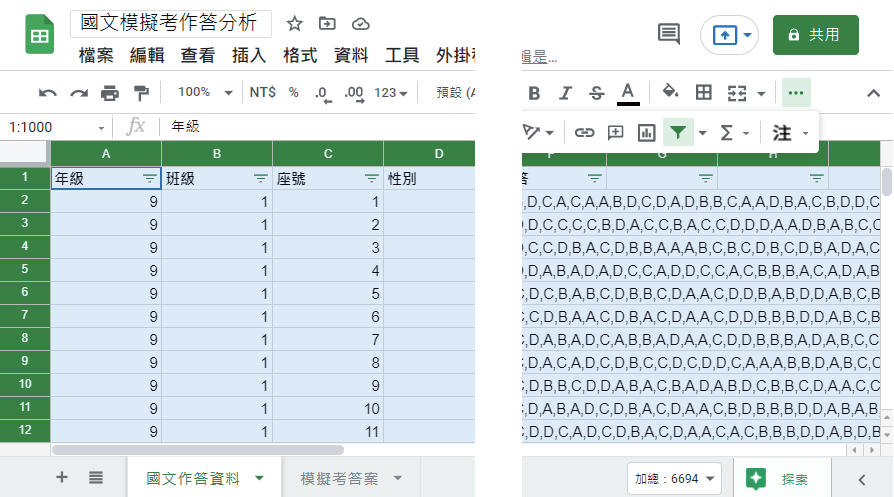 國文模擬考作答分析
檔案 編輯 查看 插入 格式 資料 工具
共用
100% NT$ % .0 .00 123 預設 B I S A
1:1000 fx 年級 Σ 注
A B C D G
1 年級 班級 座號 性別 答
2 9 1 1 D,C,A,C,A,A,B,D,C,D,A,D,B,B,C,A,A,D,B,A,C,B,D,D,C
3 9 1 2 D,C,C,C,C,B,D,A,C,C,B,A,C,C,D,D,D,A,A,D,B,A,B,C,C
4 9 1 3 D,C,C,D,B,A,C,D,B,B,A,A,A,B,C,B,C,D,B,C,D,B,A,D,A,C
5 9 1 4 D,A,B,A,D,A,D,C,C,A,D,D,C,C,A,C,B,B,B,A,C,A,D,A,B
6 9 1 5 C,D,C,B,A,B,C,D,B,B,C,D,A,A,C,D,D,B,A,B,D,D,A,B,C,B
7 9 1 6 C,C,D,B,A,A,C,D,B,A,C,D,A,A,C,D,D,B,B,B,D,D,A,B,C,B
8 9 1 7 C,D,A,B,A,D,C,A,B,B,A,D,A,A,C,D,D,B,B,B,A,D,A,B,C,C
9 9 1 8 C,D,A,C,A,D,C,D,B,C,C,D,C,D,D,C,A,A,A,B,B,D,A,B,C,C
10 9 1 9 C,D,B,B,C,D,D,A,B,A,C,B,A,D,A,B,D,C,B,B,C,D,A,A,C,C
11 9 1 10 C,D,A,B,A,D,C,D,B,A,C,D,A,A,C,B,D,B,B,B,D,D,A,B,A,B
12 9 1 11 C,D,D,C,A,D,C,D,B,A,C,D,A,A,C,A,C,B,B,B,D,D,A,B,D,B
國文作答資料 模擬考答案 加總：6694 探索